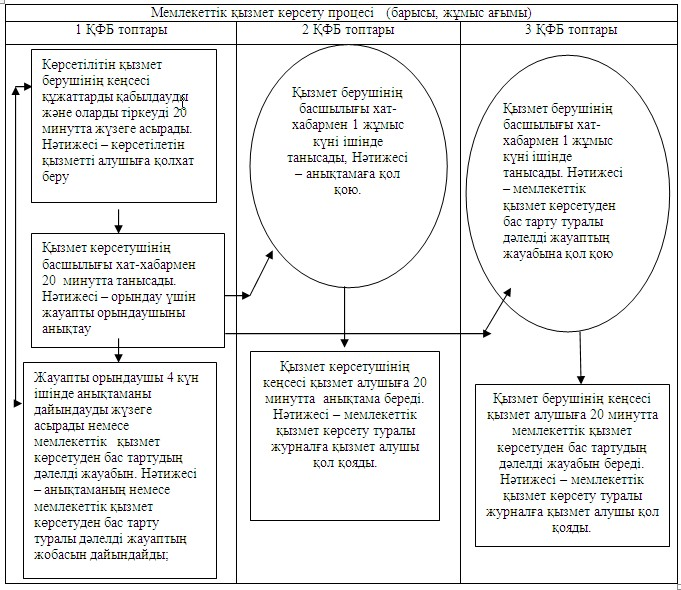 Мемлекеттік қызмет көрсету процесі (барысы, жұмыс ағымы)
1 ҚФБ топтары
2 ҚФБ топтары
3 ҚФБ топтары
Көрсетілітін қызмет
берушінің кеңсесі
құжаттарды қабылдауды
және оларды тіркеуді 20
минутта жүзеге асырады.
Нәтижесі – көрсетілетін
қызметті алушыға қолхат
беру
Қызмет көрсетушінің
басшылығы хат-хабармен
20 минутта танысады.
Нәтижесі – орындау үшін
жауапты орындаушыны
анықтау
Жауапты орындаушы 4 күн
ішінде анықтаманы
дайындауды жүзеге
асырады немесе
мемлекеттік қызмет
көрсетуден бас тартудың
дәлелді жауабын. Нәтижесі
– анықтаманың немесе
мемлекеттік қызмет
көрсетуден бас тарту
туралы дәлелді жауаптың
жобасын дайындайды;
Қызмет берушінің
басшылығы хат-
хабармен 1 жұмыс
күні ішінде
танысады, Нәтижесі
– анықтамаға қол
қою.
Қызмет көрсетушінің
кеңсесі қызмет алушыға 20
минутта анықтама береді.
Нәтижесі – мемлекеттік
қызмет көрсету туралы
журналға қызмет алушы
қол қояды.
Қызмет берушінің
басшылығы хат-
хабармен 1 жұмыс
күні ішінде
танысады. Нәтижесі
– мемлекеттік
қызмет көрсетуден
бас тарту туралы
дәлелді жауаптың
жауабына қол қою
Қызмет берушінің кеңсесі
қызмет алушыға 20 минутта
мемлекеттік қызмет
көрсетуден бас тартудың
дәлелді жауабын береді.
Нәтижесі – мемлекеттік
қызмет көрсету туралы
журналға қызмет алушы қол
қояды.